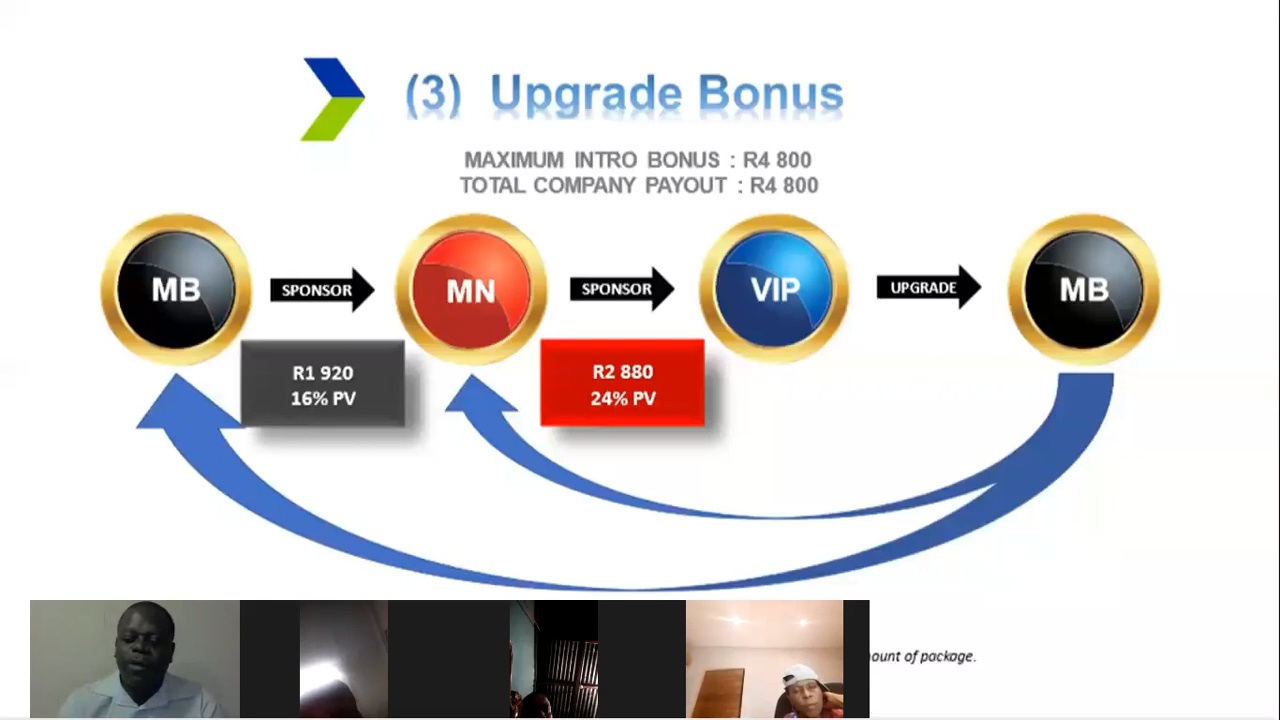 (3) Upgrade Bonus
MAXIMUM INTRO BONUS : R4 800
TOTAL COMPANY PAYOUT : R4 800
MB
SPONSOR
MN
SPONSOR
VIP
UPGRADE
MB
R1 920
16% PV
R2 880
24% PV
of package.